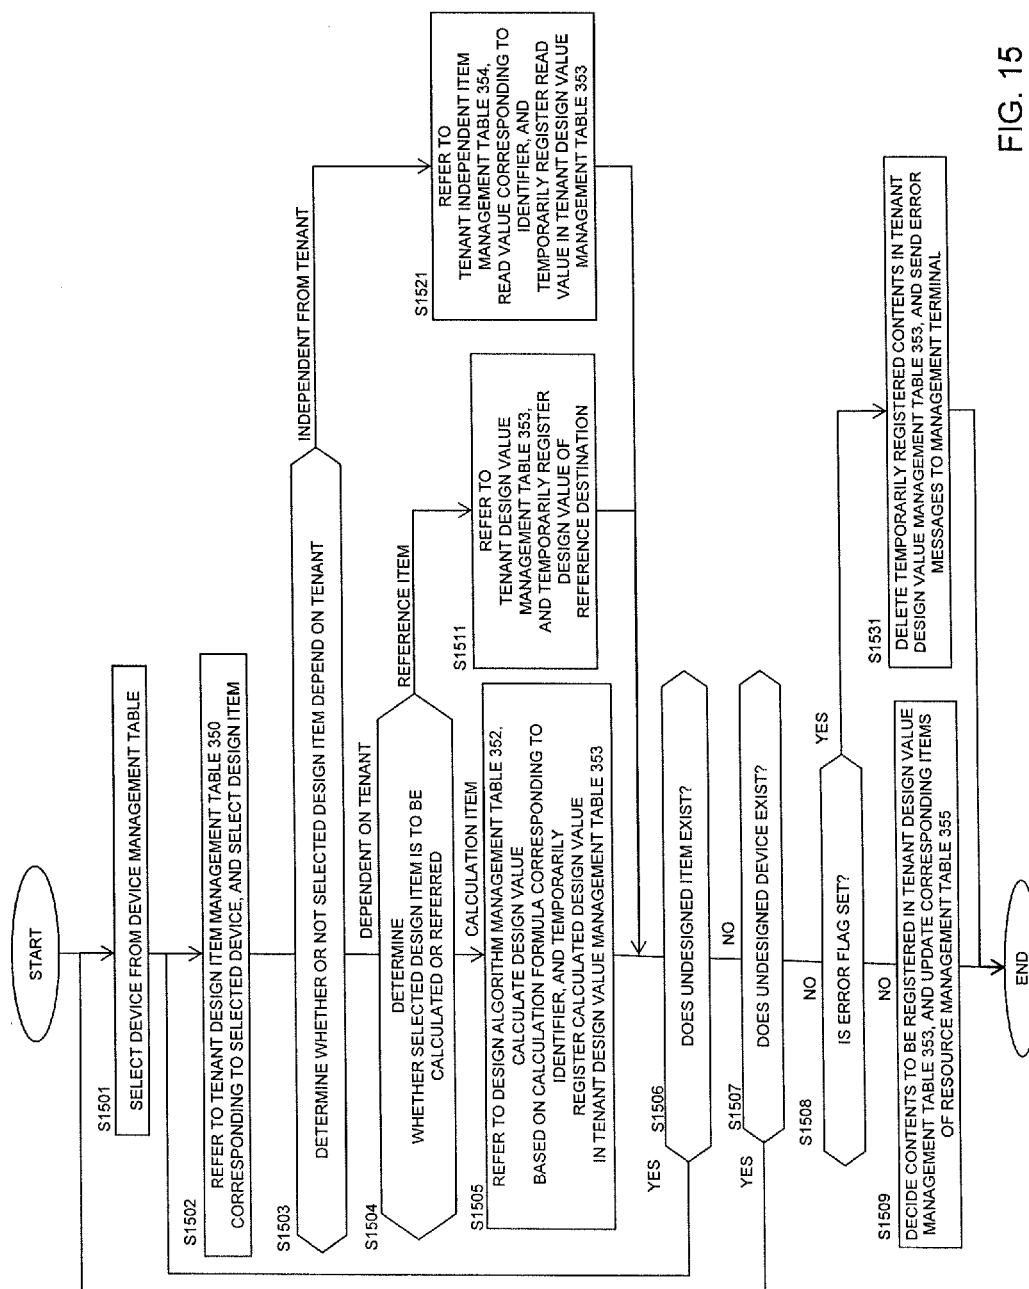 START
S1501
SELECT DEVICE FROM DEVICE MANAGEMENT TABLE
S1502
REFER TO TENANT DESIGN ITEM MANAGEMENT TABLE 350
CORRESPONDING TO SELECTED DEVICE, AND SELECT DESIGN ITEM
S1503
DETERMINE WHETHER OR NOT SELECTED DESIGN ITEM DEPEND ON TENANT
INDEPENDENT FROM TENANT
DEPENDENT ON TENANT
S1504
DETERMINE
WHETHER SELECTED DESIGN ITEM IS TO BE
CALCULATED OR REFERRED
REFERENCE ITEM
CALCULATION ITEM
S1505
REFER TO DESIGN ALGORITHM MANAGEMENT TABLE 352,
CALCULATE DESIGN VALUE
BASED ON CALCULATION FORMULA CORRESPONDING TO
IDENTIFIER, AND TEMPORARILY
REGISTER CALCULATED DESIGN VALUE
IN TENANT DESIGN VALUE MANAGEMENT TABLE 353
S1511
REFER TO
TENANT DESIGN VALUE
MANAGEMENT TABLE 353,
AND TEMPORARILY REGISTER
DESIGN VALUE OF
REFERENCE DESTINATION
S1521
REFER TO
TENANT INDEPENDENT ITEM
MANAGEMENT TABLE 354,
READ VALUE CORRESPONDING TO
IDENTIFIER, AND
TEMPORARILY REGISTER READ
VALUE IN TENANT DESIGN VALUE
MANAGEMENT TABLE 353
YES
S1506
DOES UNDESIGNED ITEM EXIST?
NO
YES
S1507
DOES UNDESIGNED DEVICE EXIST?
NO
S1508
IS ERROR FLAG SET?
YES
NO
S1509
DECIDE CONTENTS TO BE REGISTERED IN TENANT DESIGN VALUE
MANAGEMENT TABLE 353, AND UPDATE CORRESPONDING ITEMS
OF RESOURCE MANAGEMENT TABLE 355
S1531
DELETE TEMPORARILY REGISTERED CONTENTS IN TENANT
DESIGN VALUE MANAGEMENT TABLE 353, AND SEND ERROR
MESSAGES TO MANAGEMENT TERMINAL
END
FIG. 15